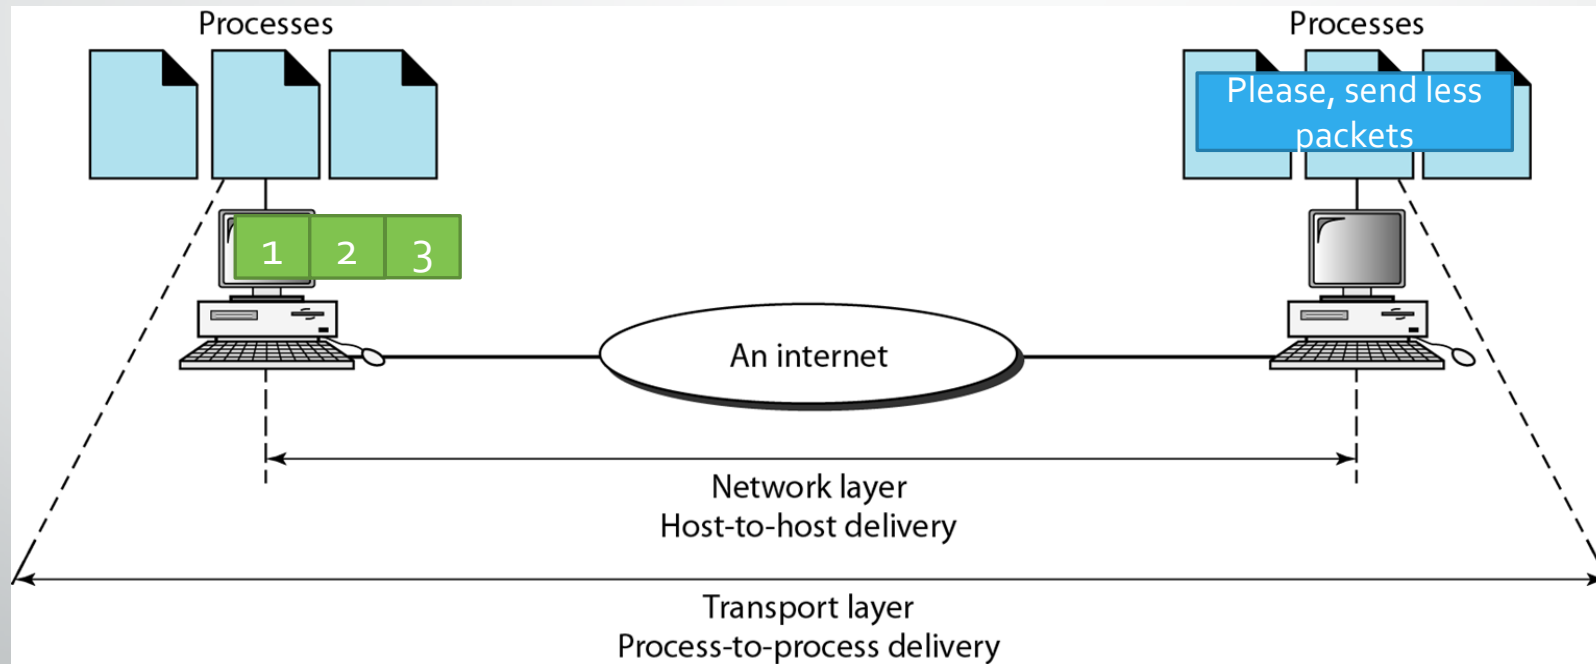 Processes
Processes
Please, send less
packets
1 2 3
An internet
Network layer
Host-to-host delivery
Transport layer
Process-to-process delivery